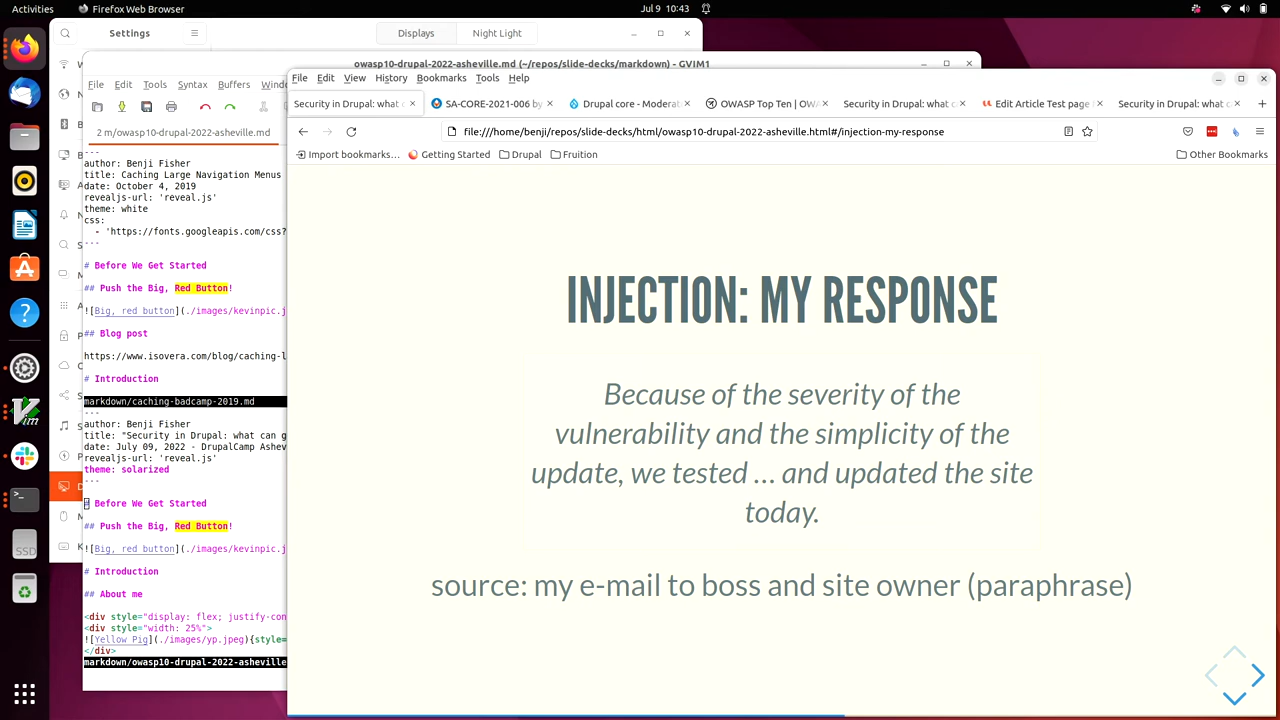 Activities
Firefox Web Browser
Jul 9 10:43
Settings
Displays
Night Light
owasp10-drupal-2022-asheville.md (~/repos/slide-decks/markdown) - GVIM1
File Edit Tools Syntax Buffers Windo
2 m/owasp10-drupal-2022-asheville.md
---
author: Benji Fisher
title: Caching Large Navigation Menus
date: October 4, 2019
revealjs-url: 'reveal.js'
theme: white
css:
- 'https://fonts.googleapis.com/css?
---
# Before We Get Started
## Push the Big, Red Button!
![Big, red button](./images/kevinpic.j
## Blog post
https://www.isovera.com/blog/caching-l
# Introduction
markdown/caching-badcamp-2019.md
---
author: Benji Fisher
title: "Security in Drupal: what can g
date: July 09, 2022 - DrupalCamp Ashev
revealjs-url: 'reveal.js'
theme: solarized
---
# Before We Get Started
## Push the Big, Red Button!
![Big, red button](./images/kevinpic.j
# Introduction
## About me
<div style="display: flex; justify-con
<div style="width: 25%">
![Yellow Pig](./images/yp.jpeg){style=
</div>
markdown/owasp10-drupal-2022-asheville
File Edit View History Bookmarks Tools Help
Security in Drupal: what c
SA-CORE-2021-006 by
Drupal core - Moderat
OWASP Top Ten | OWA
Security in Drupal: what c
Edit Article Test page
Security in Drupal: what c
file:///home/benji/repos/slide-decks/html/owasp10-drupal-2022-asheville.html#/injection-my-response
Import bookmarks...
Getting Started
Drupal
Fruition
Other Bookmarks
INJECTION: MY RESPONSE
Because of the severity of the
vulnerability and the simplicity of the
update, we tested … and updated the site
today.
source: my e-mail to boss and site owner (paraphrase)
SSD